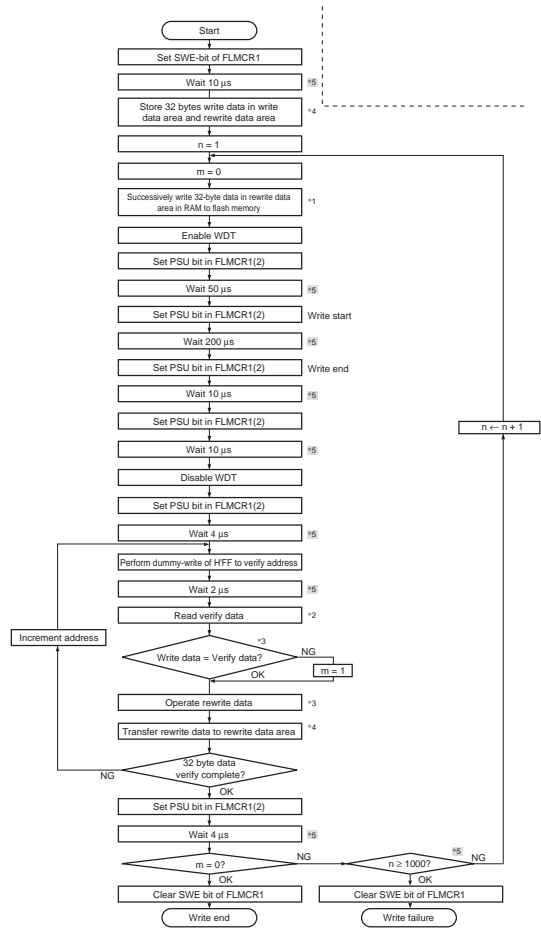 Start
Set SWE-bit of FLMCR1
Wait 10 μs *5
Store 32 bytes write data in write
data area and rewrite data area *4
n = 1
m = 0
Successively write 32-byte data in rewrite data
area in RAM to flash memory *1
Enable WDT
Set PSU bit in FLMCR1(2)
Wait 50 μs *5
Set PSU bit in FLMCR1(2) Write start
Wait 200 μs *5
Set PSU bit in FLMCR1(2) Write end
Wait 10 μs *5
Set PSU bit in FLMCR1(2)
n ← n + 1
Wait 10 μs *5
Disable WDT
Set PSU bit in FLMCR1(2)
Wait 4 μs *5
Perform dummy-write of H'FF to verify address
Wait 2 μs *5
Read verify data *2
Increment address
*3
Write data = Verify data? NG
m = 1
OK
Operate rewrite data *3
Transfer rewrite data to rewrite data area *4
32 byte data
verify complete?
NG
OK
Set PSU bit in FLMCR1(2)
Wait 4 μs *5
m = 0? NG
n ≥ 1000? *5 NG
OK OK
Clear SWE bit of FLMCR1 Clear SWE bit of FLMCR1
Write end Write failure